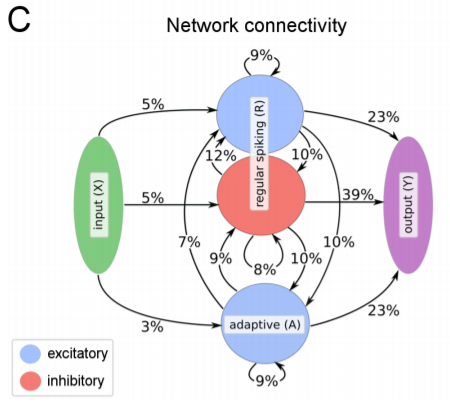 C
Network connectivity
9%
5%
23%
regular spiking (R)
12%
10%
input (X)
5%
39%
output (Y)
7%
10%
9%
10%
8%
3%
adaptive (A)
23%
9%
excitatory
inhibitory